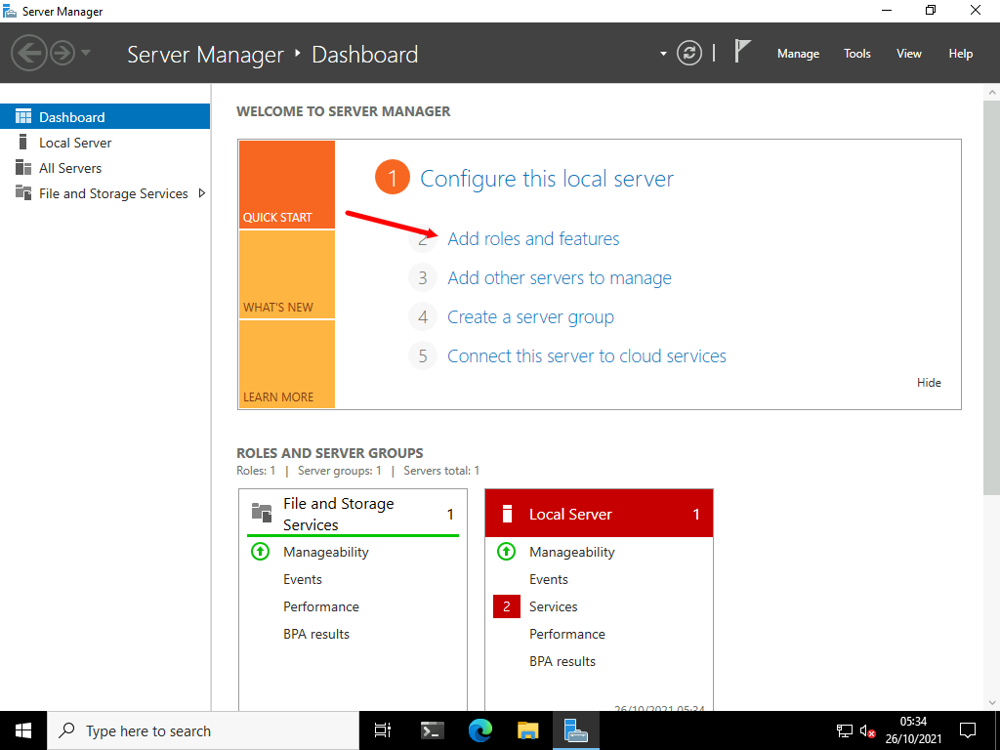 Server Manager
Server Manager ‣ Dashboard
Manage
Tools
View
Help
Dashboard
Local Server
All Servers
File and Storage Services
WELCOME TO SERVER MANAGER
QUICK START
WHAT'S NEW
LEARN MORE
1 Configure this local server
2 Add roles and features
3 Add other servers to manage
4 Create a server group
5 Connect this server to cloud services
Hide
ROLES AND SERVER GROUPS
Roles: 1 | Server groups: 1 | Servers total: 1
File and Storage
Services
1
Manageability
Events
Performance
BPA results
Local Server 1
Manageability
Events
2 Services
Performance
BPA results
26/10/2021 05:34
Type here to search
05:34
26/10/2021